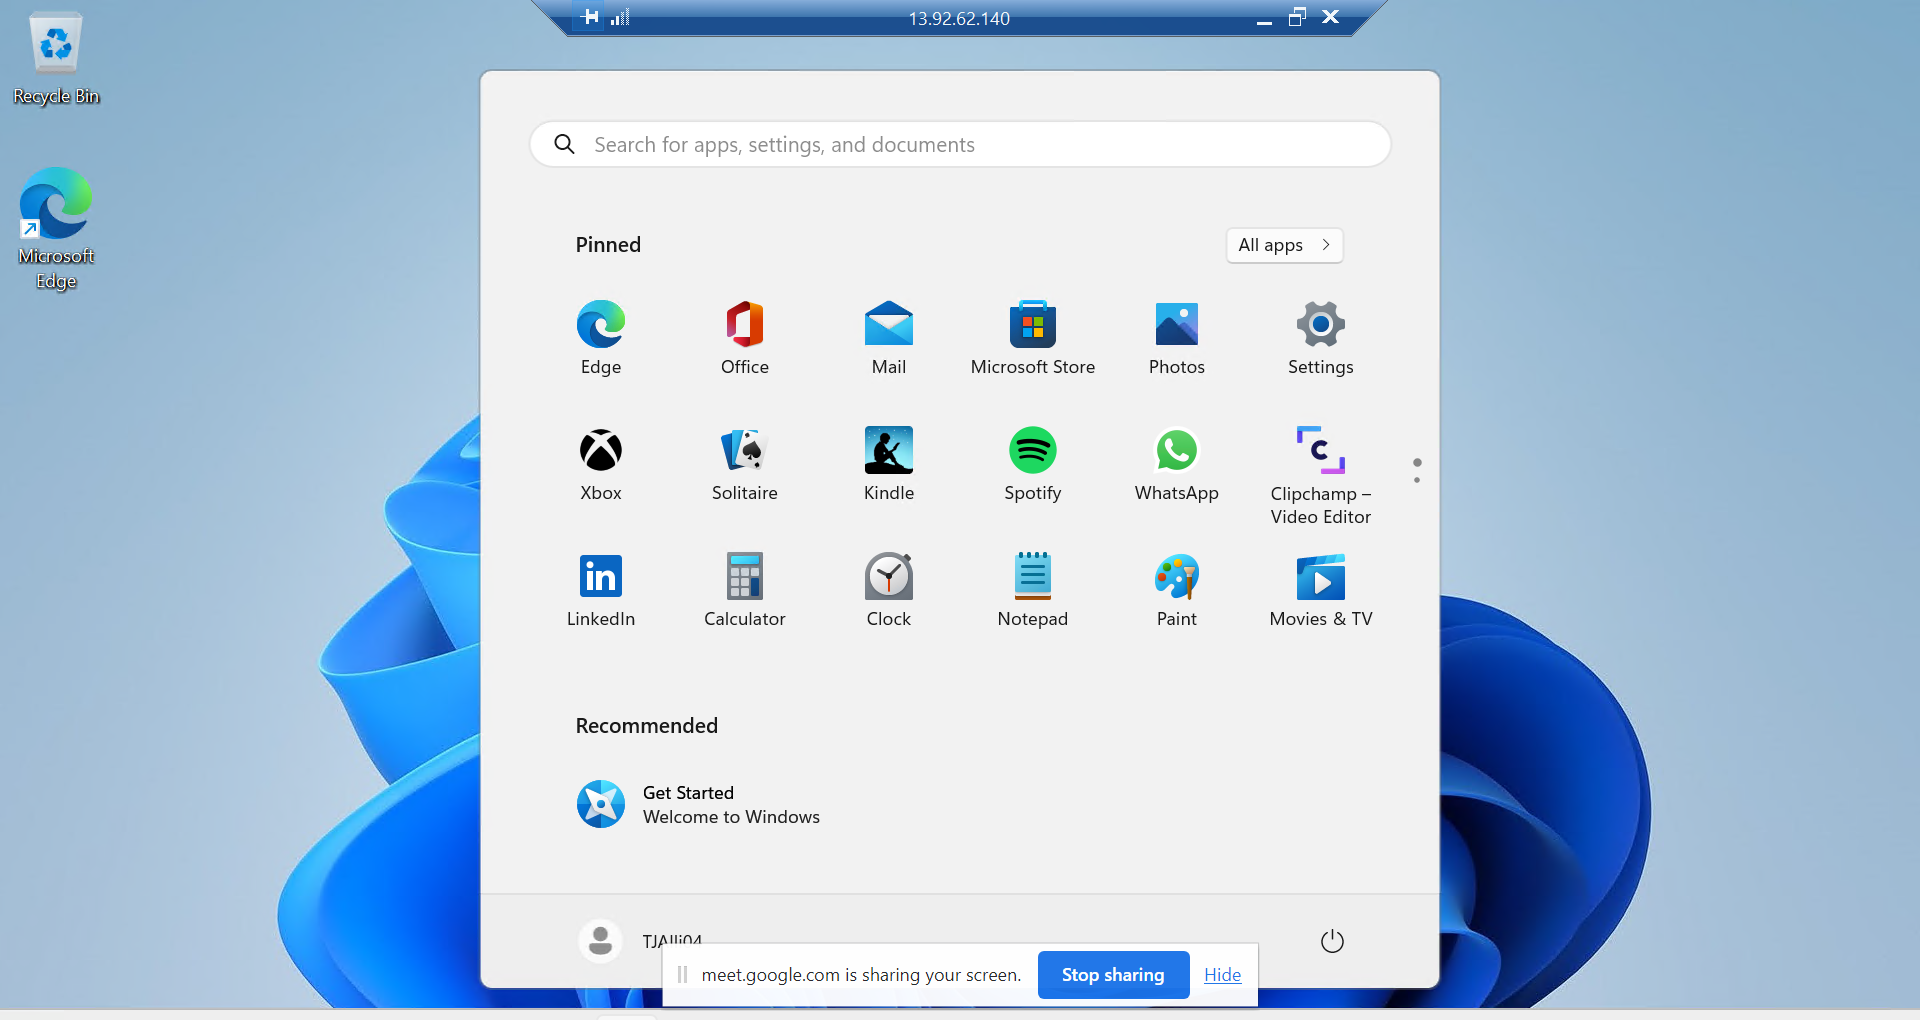 13.92.62.140
Recycle Bin
Microsoft
Edge
Search for apps, settings, and documents
Pinned
All apps
Edge
Office
Mail
Microsoft Store
Photos
Settings
Xbox
Solitaire
Kindle
Spotify
WhatsApp
Clipchamp –
Video Editor
LinkedIn
Calculator
Clock
Notepad
Paint
Movies & TV
Recommended
Get Started
Welcome to Windows
TJAlli04
meet.google.com is sharing your screen.
Stop sharing
Hide